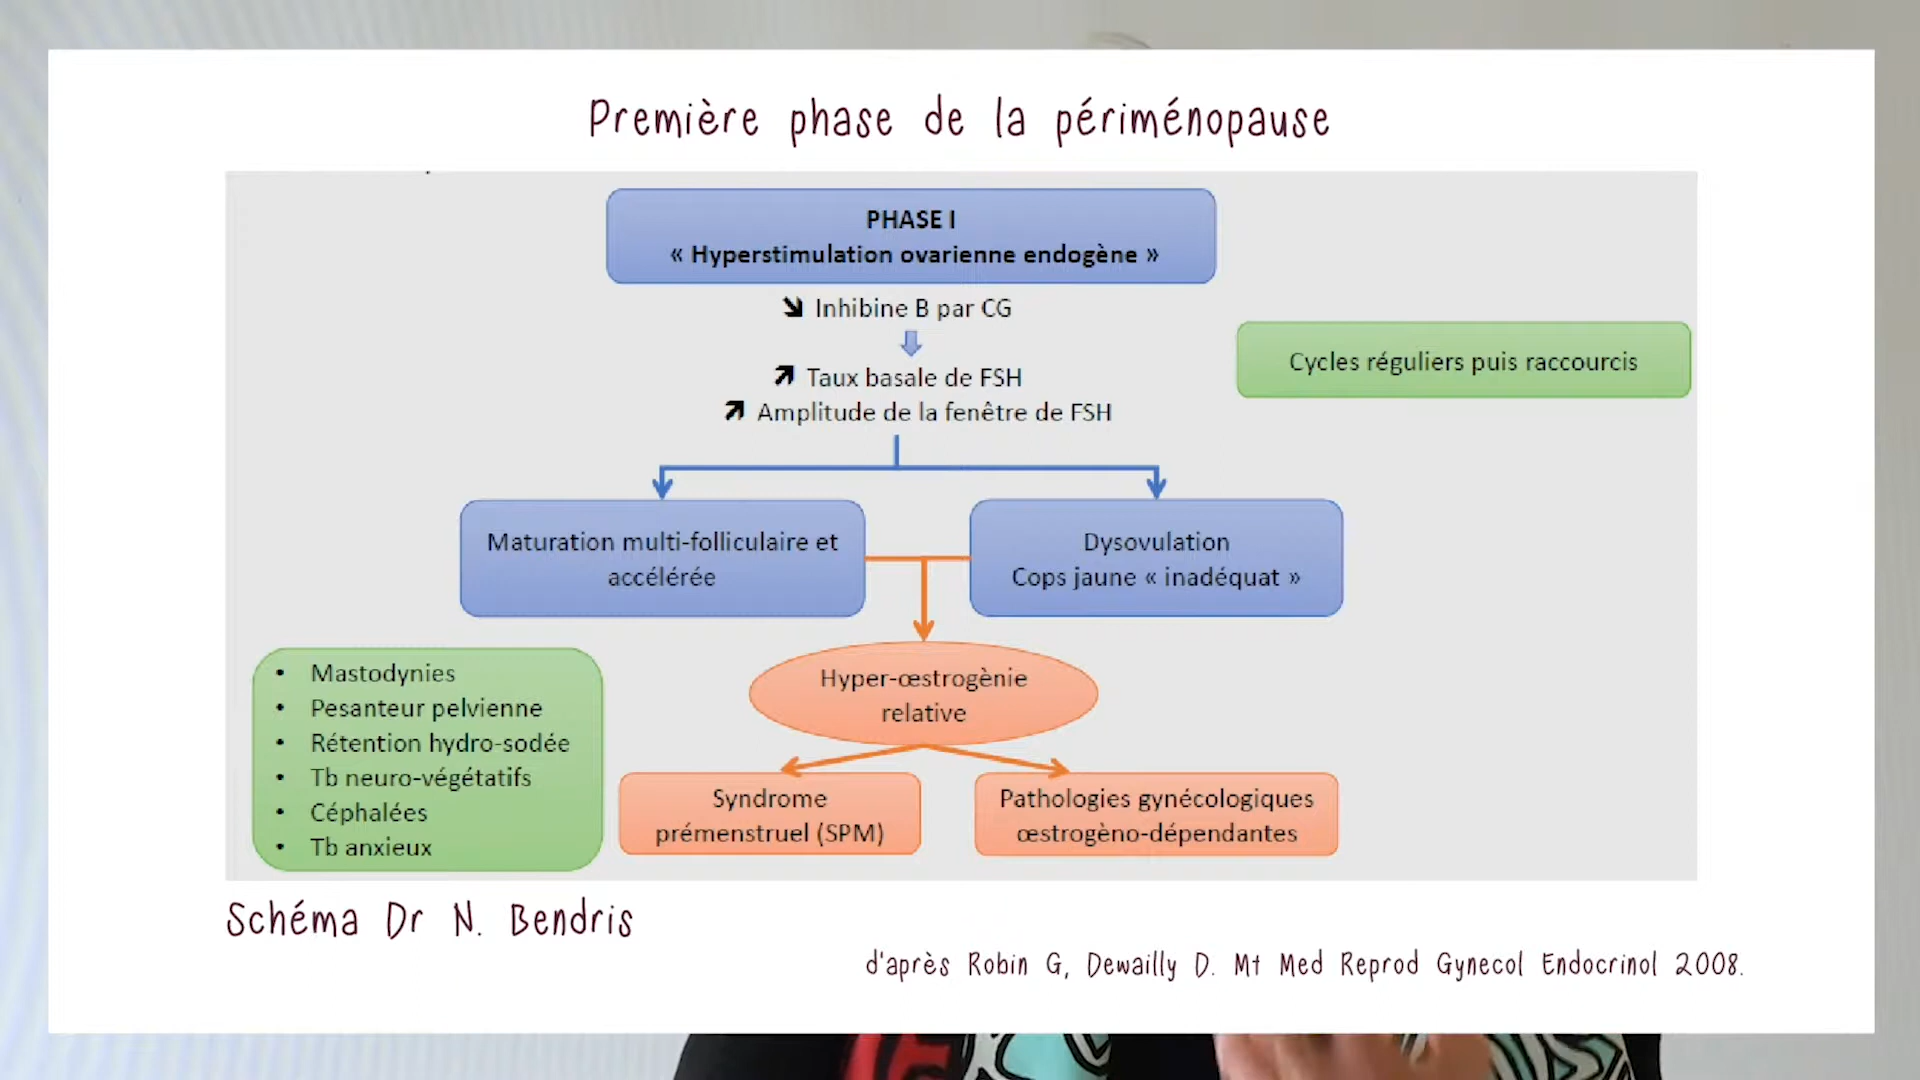 Première phase de la périménopause
PHASE I
« Hyperstimulation ovarienne endogène »
↘ Inhibine B par CG
↗ Taux basale de FSH
↗ Amplitude de la fenêtre de FSH
Cycles réguliers puis raccourcis
Maturation multi-folliculaire et
accélérée
Dysovulation
Cops jaune « inadéquat »
Hyper-œstrogènie
relative
• Mastodynies
• Pesanteur pelvienne
• Rétention hydro-sodée
• Tb neuro-végétatifs
• Céphalées
• Tb anxieux
Syndrome
prémenstruel (SPM)
Pathologies gynécologiques
œstrogèno-dépendantes
Schéma Dr N. Bendris
d'après Robin G, Dewailly D. Mt Med Reprod Gynecol Endocrinol 2008.